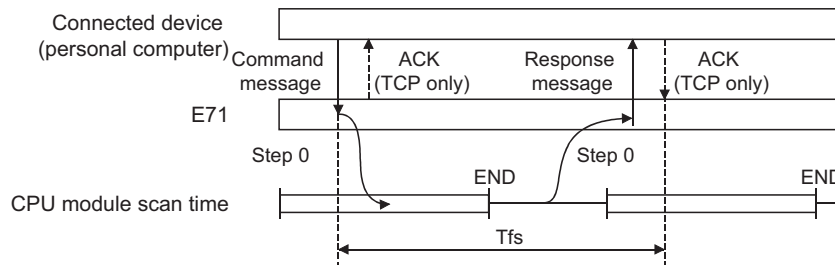 Connected device
(personal computer)
Command
message
ACK
(TCP only)
Response
message
ACK
(TCP only)
E71
Step 0
Step 0
END
END
CPU module scan time
Tfs